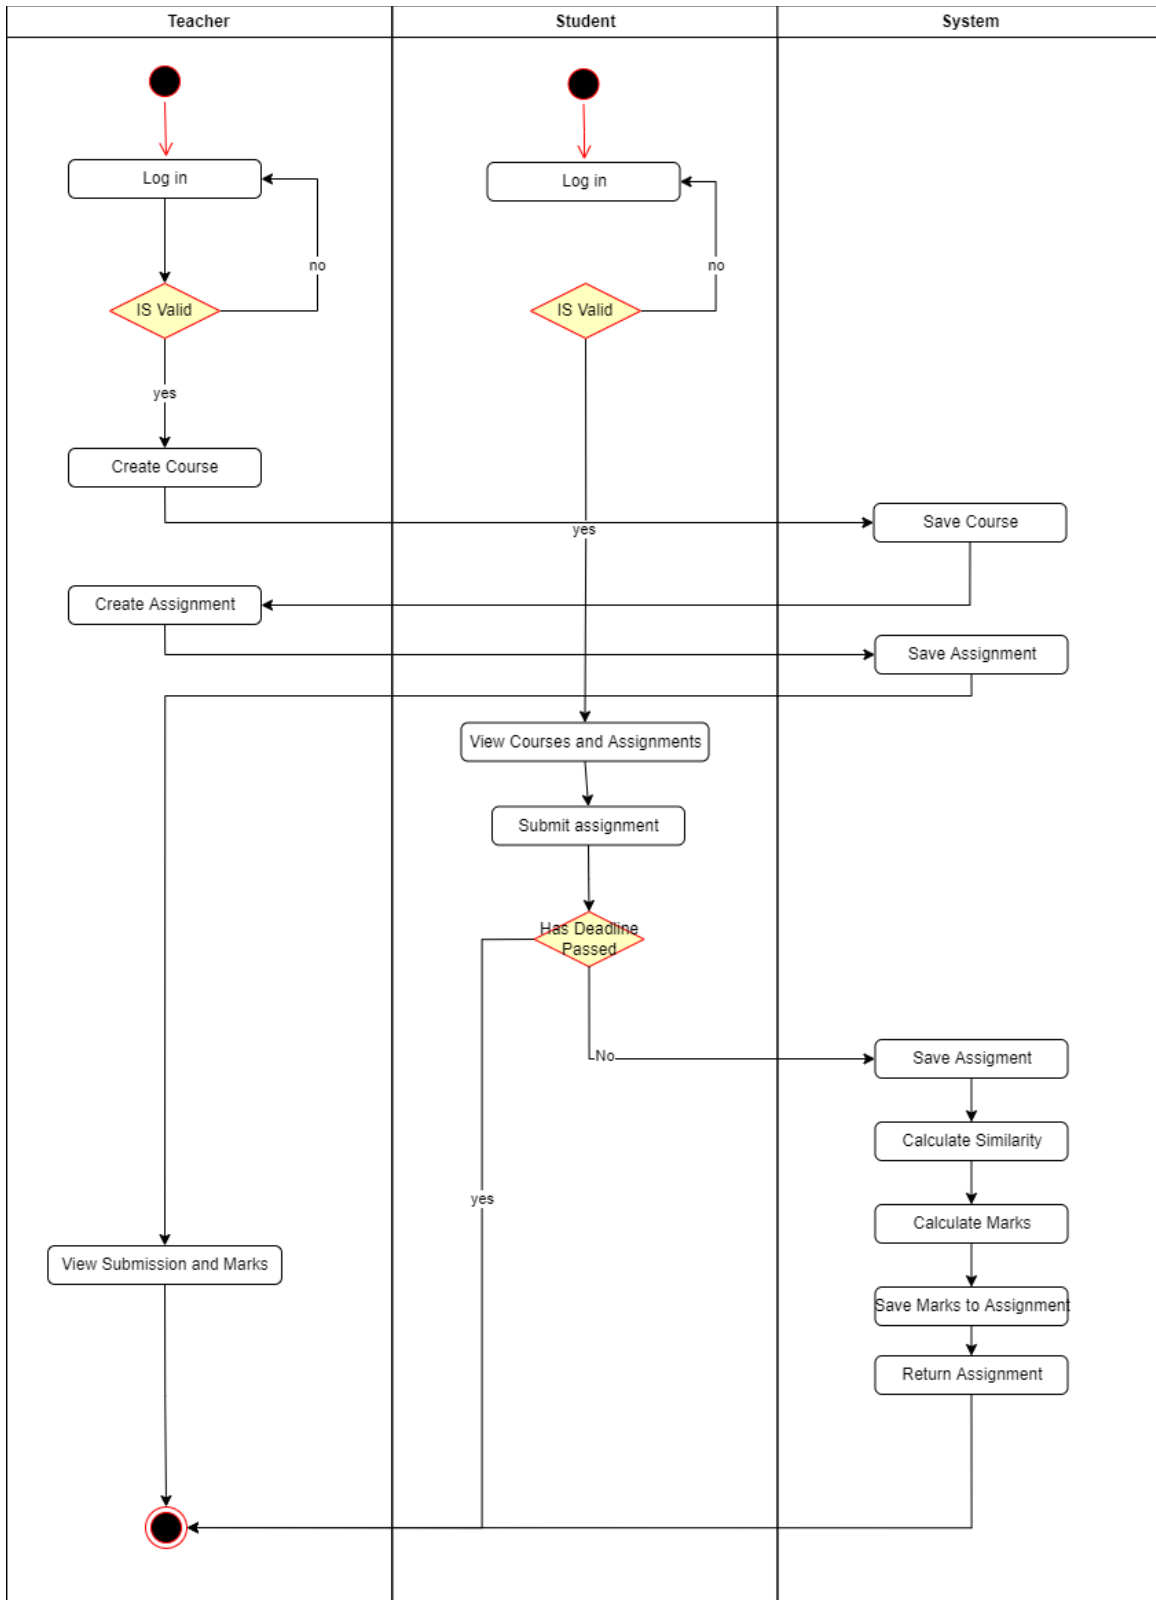 Teacher
Student
System
Log in
Log in
no
no
IS Valid
IS Valid
yes
Create Course
Save Course
yes
Create Assignment
Save Assignment
View Courses and Assignments
Submit assignment
Has Deadline
Passed
No
Save Assigment
Calculate Similarity
yes
Calculate Marks
View Submission and Marks
Save Marks to Assignment
Return Assignment